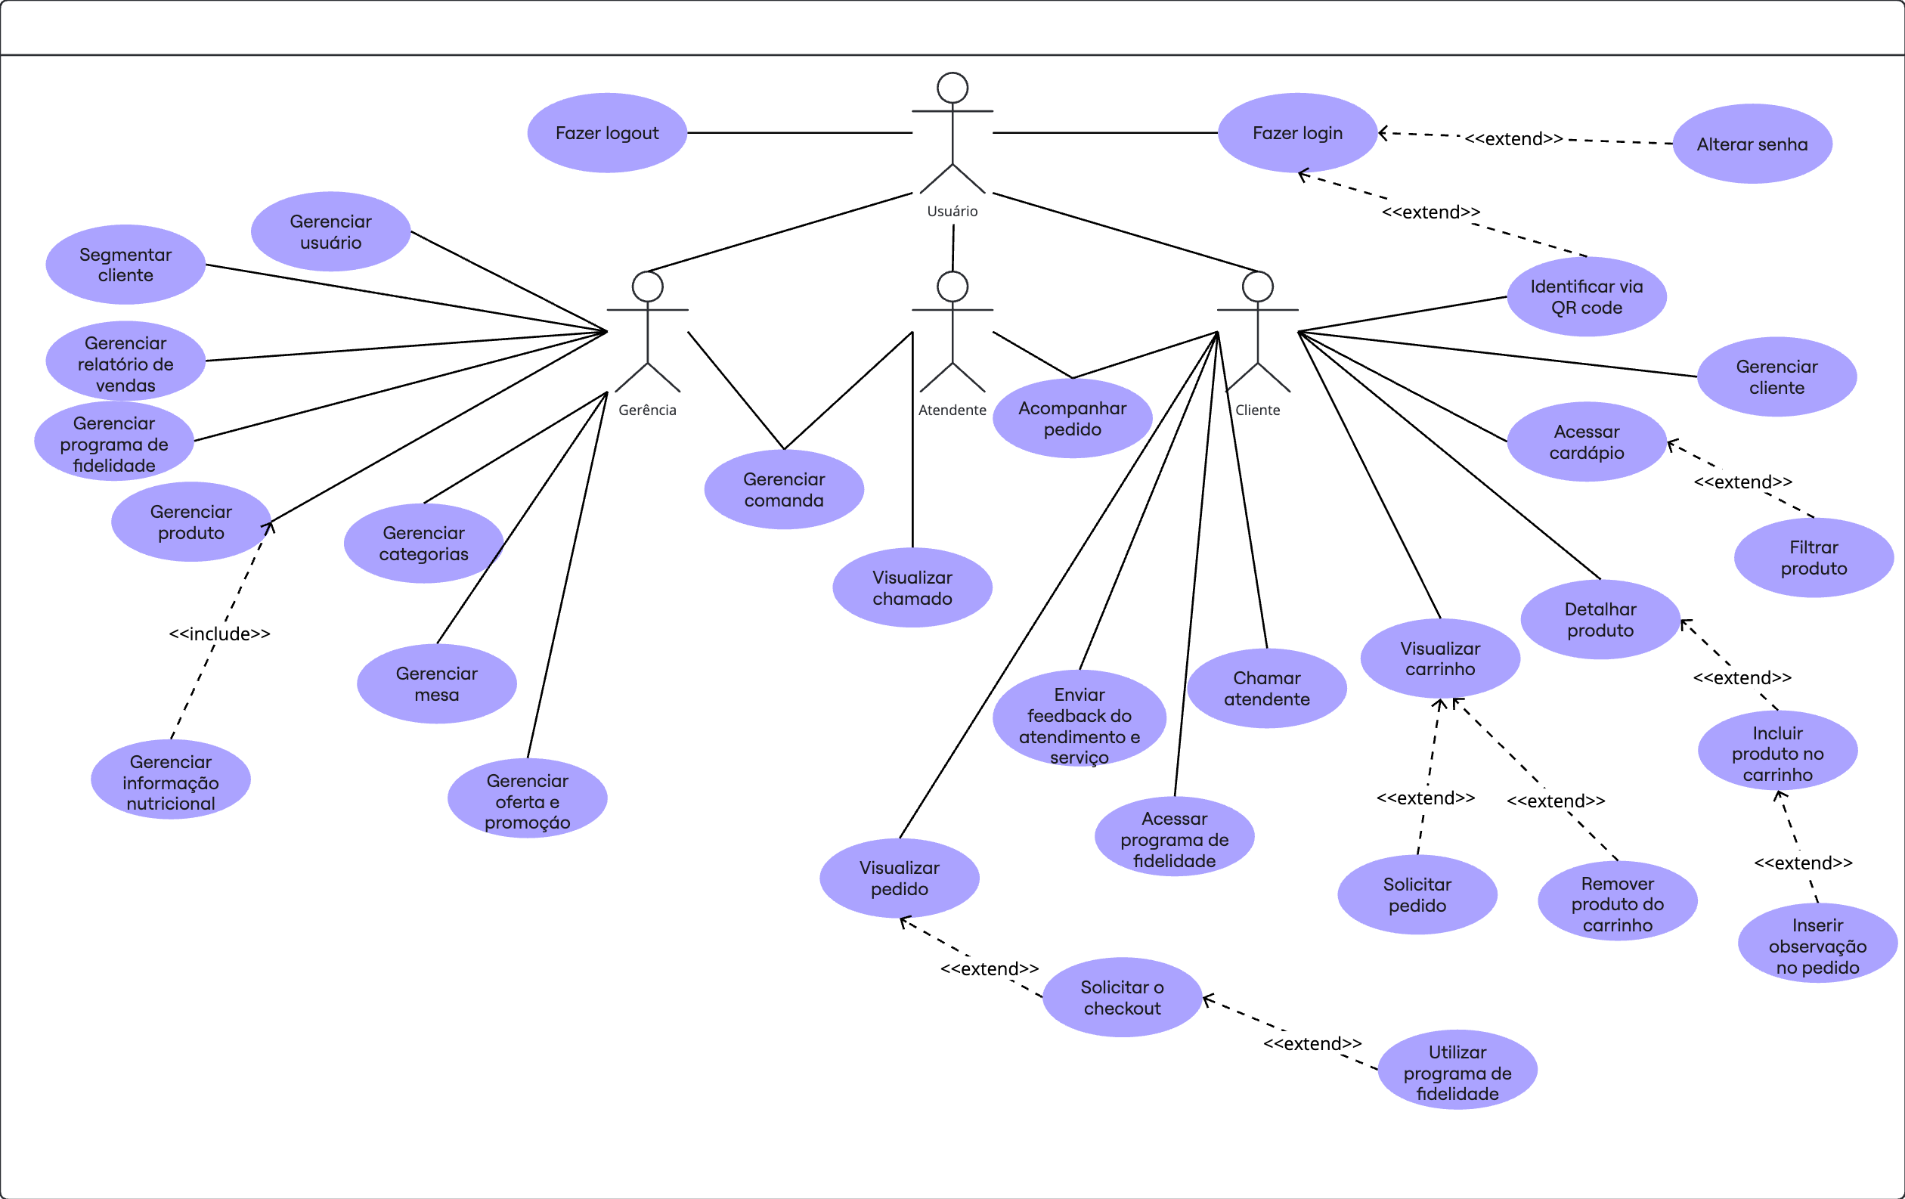 Fazer logout
Fazer login
<<extend>>
Alterar senha
Usuário
<<extend>>
Gerenciar
usuário
Segmentar
cliente
Identificar via
QR code
Gerenciar
relatório de
vendas
Gerenciar
cliente
Gerência
Atendente
Cliente
Acompanhar
pedido
Gerenciar
programa de
fidelidade
Acessar
cardápio
<<extend>>
Gerenciar
comanda
Gerenciar
produto
Gerenciar
categorias
Filtrar
produto
Visualizar
chamado
Detalhar
produto
<<include>>
Visualizar
carrinho
Gerenciar
mesa
Chamar
atendente
<<extend>>
Enviar
feedback do
atendimento e
serviço
Incluir
produto no
carrinho
Gerenciar
informação
nutricional
Gerenciar
oferta e
promoção
<<extend>>
<<extend>>
Acessar
programa de
fidelidade
<<extend>>
Visualizar
pedido
Solicitar
pedido
Remover
produto do
carrinho
Inserir
observação
no pedido
<<extend>>
Solicitar o
checkout
<<extend>>
Utilizar
programa de
fidelidade